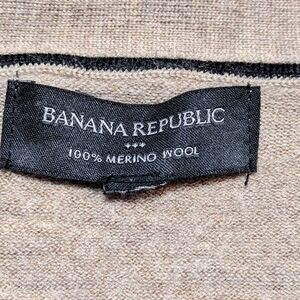 BANANA REPUBLIC
+++
100% MERINO WOOL